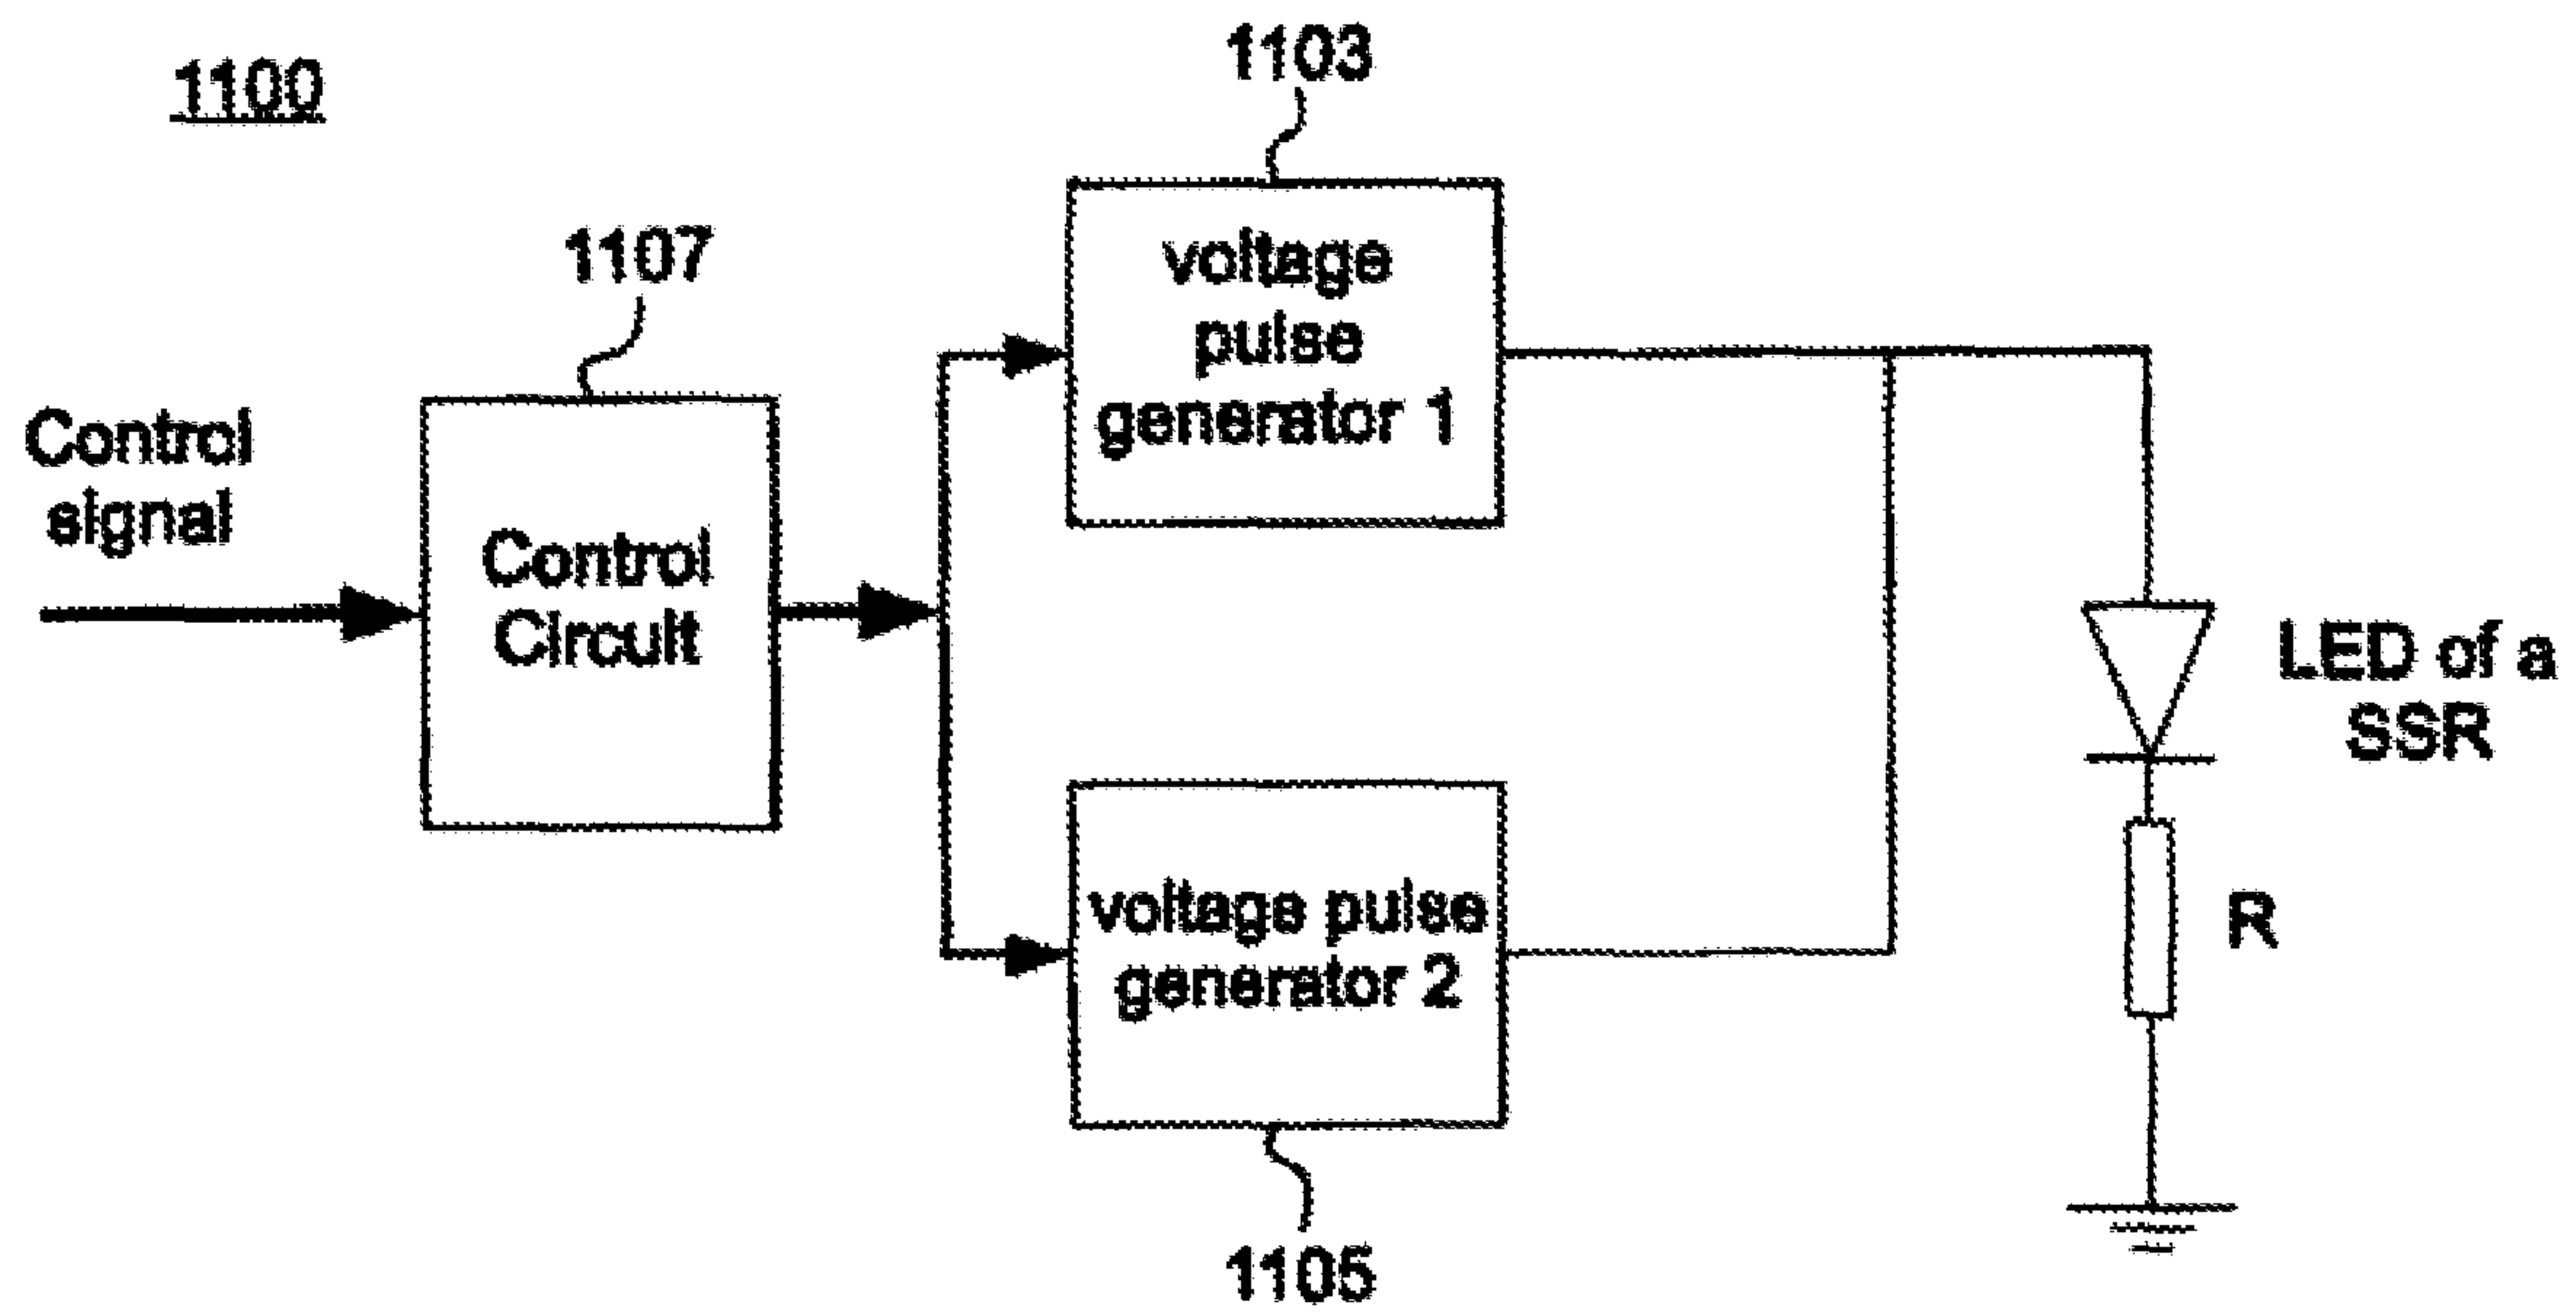 1100
1103
1107
voltage
pulse
generator 1
Control
signal
Control
Circuit
LED of a
SSR
R
voltage pulse
generator 2
1105